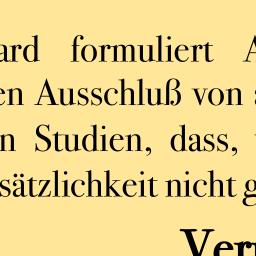 ard formuliert A
en Ausschluß von
n Studien, dass,
sätzlichkeit nicht g
Ver